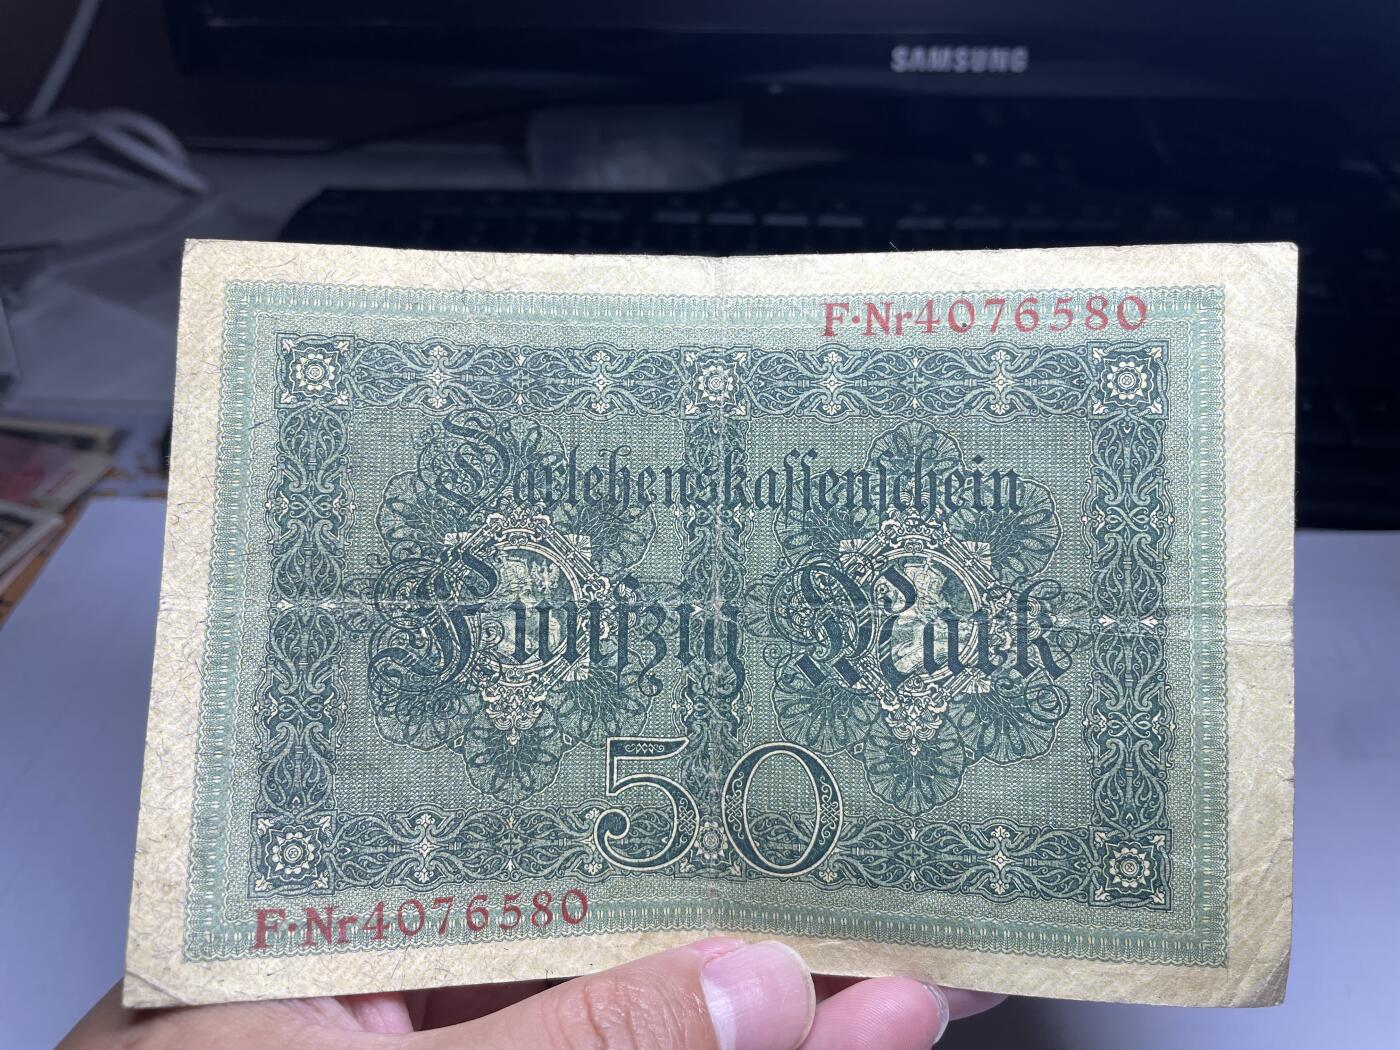 SAMSUNG
F·Nr4076580
Darlehenskassenschein
Fünfzig Mark
50
F·Nr4076580